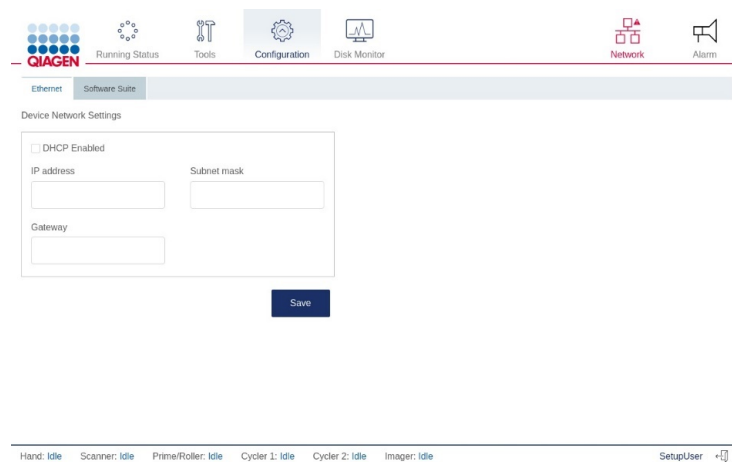 QIAGEN
Running Status Tools Configuration Disk Monitor Network Alarm
Ethernet Software Suite
Device Network Settings
DHCP Enabled
IP address Subnet mask
Gateway
Save
Hand: Idle Scanner: Idle Prime/Roller: Idle Cycler 1: Idle Cycler 2: Idle Imager: Idle SetupUser